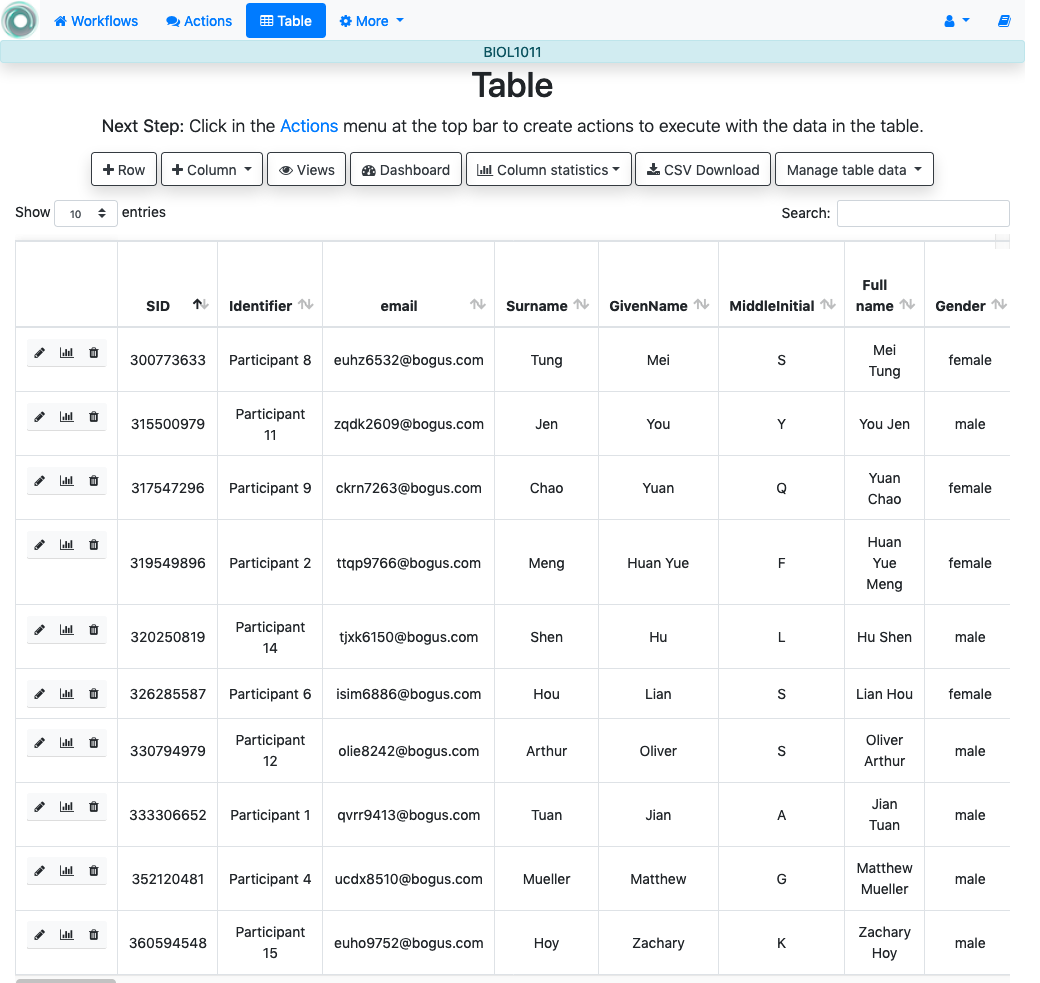 Workflows Actions Table More
BIOL1011
Table
Next Step: Click in the Actions menu at the top bar to create actions to execute with the data in the table.
Row Column Views Dashboard Column statistics CSV Download Manage table data
Show 10 entries Search:
SID Identifier email Surname GivenName MiddleInitial Full name Gender
300773633 Participant 8 euhz6532@bogus.com Tung Mei S Mei Tung female
315500979 Participant 11 zqdk2609@bogus.com Jen You Y You Jen male
317547296 Participant 9 ckrn7263@bogus.com Chao Yuan Q Yuan Chao female
319549896 Participant 2 ttqp9766@bogus.com Meng Huan Yue F Huan Yue Meng female
320250819 Participant 14 tjxk6150@bogus.com Shen Hu L Hu Shen male
326285587 Participant 6 isim6886@bogus.com Hou Lian S Lian Hou female
330794979 Participant 12 olie8242@bogus.com Arthur Oliver S Oliver Arthur male
333306652 Participant 1 qvrr9413@bogus.com Tuan Jian A Jian Tuan male
352120481 Participant 4 ucdx8510@bogus.com Mueller Matthew G Matthew Mueller male
360594548 Participant 15 euho9752@bogus.com Hoy Zachary K Zachary Hoy male